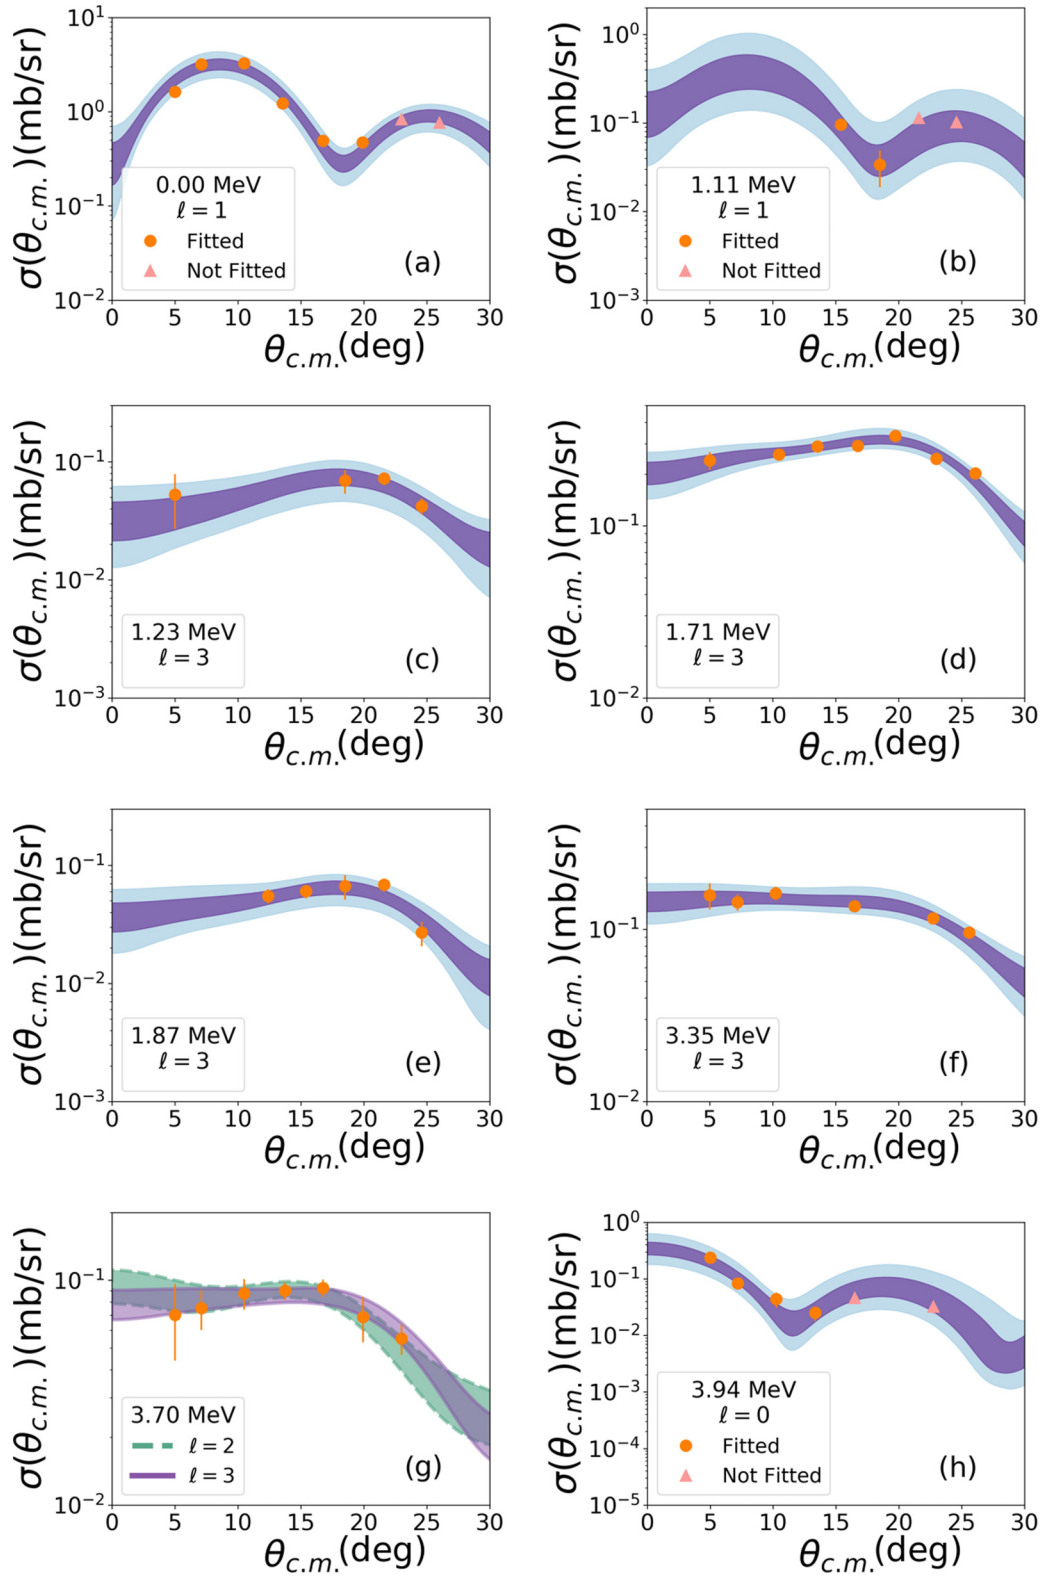 σ(θc.m.)(mb/sr)
10¹
10⁰
10⁻¹
10⁻²
0.00 MeV
ℓ = 1
Fitted
Not Fitted
(a)
0 5 10 15 20 25 30
θc.m.(deg)
σ(θc.m.)(mb/sr)
10⁰
10⁻¹
10⁻²
10⁻³
1.11 MeV
ℓ = 1
Fitted
Not Fitted
(b)
0 5 10 15 20 25 30
θc.m.(deg)
σ(θc.m.)(mb/sr)
10⁻¹
10⁻²
10⁻³
1.23 MeV
ℓ = 3
(c)
0 5 10 15 20 25 30
θc.m.(deg)
σ(θc.m.)(mb/sr)
10⁻¹
10⁻²
1.71 MeV
ℓ = 3
(d)
0 5 10 15 20 25 30
θc.m.(deg)
σ(θc.m.)(mb/sr)
10⁻¹
10⁻²
10⁻³
1.87 MeV
ℓ = 3
(e)
0 5 10 15 20 25 30
θc.m.(deg)
σ(θc.m.)(mb/sr)
10⁻¹
10⁻²
3.35 MeV
ℓ = 3
(f)
0 5 10 15 20 25 30
θc.m.(deg)
σ(θc.m.)(mb/sr)
10⁻¹
10⁻²
3.70 MeV
ℓ = 2
ℓ = 3
(g)
0 5 10 15 20 25 30
θc.m.(deg)
σ(θc.m.)(mb/sr)
10⁰
10⁻¹
10⁻²
10⁻³
10⁻⁴
10⁻⁵
3.94 MeV
ℓ = 0
Fitted
Not Fitted
(h)
0 5 10 15 20 25 30
θc.m.(deg)